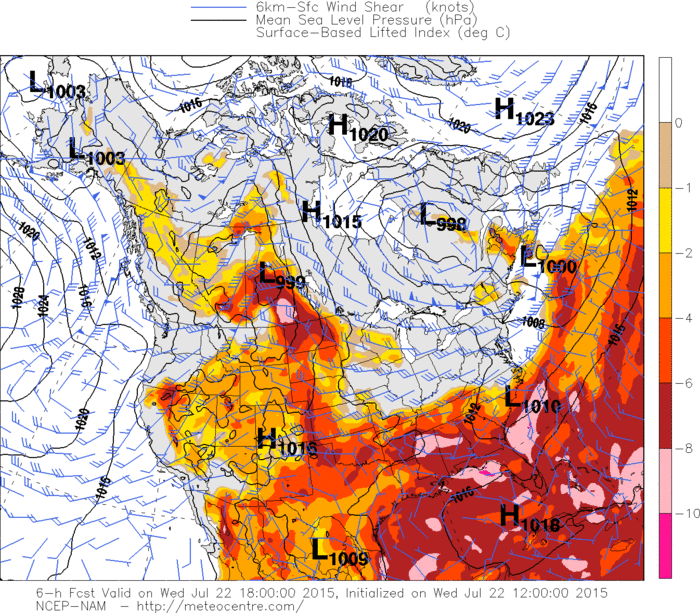 6km-Sfc Wind Shear (knots)
Mean Sea Level Pressure (hPa)
Surface-Based Lifted Index (deg C)
L1003
1016
1018
H1020
H1023
1020
1016
L1003
0
-1
1012
H1015
L998
1020
1012
L1000
-2
1028
1024
1016
L999
1008
-4
1016
-6
L1010
1012
1020
H1016
-8
1016
1016
H1018
-10
L1009
6-h Fcst Valid on Wed Jul 22 18:00:00 2015, Initialized on Wed Jul 22 12:00:00 2015
NCEP-NAM - http://meteocentre.com/